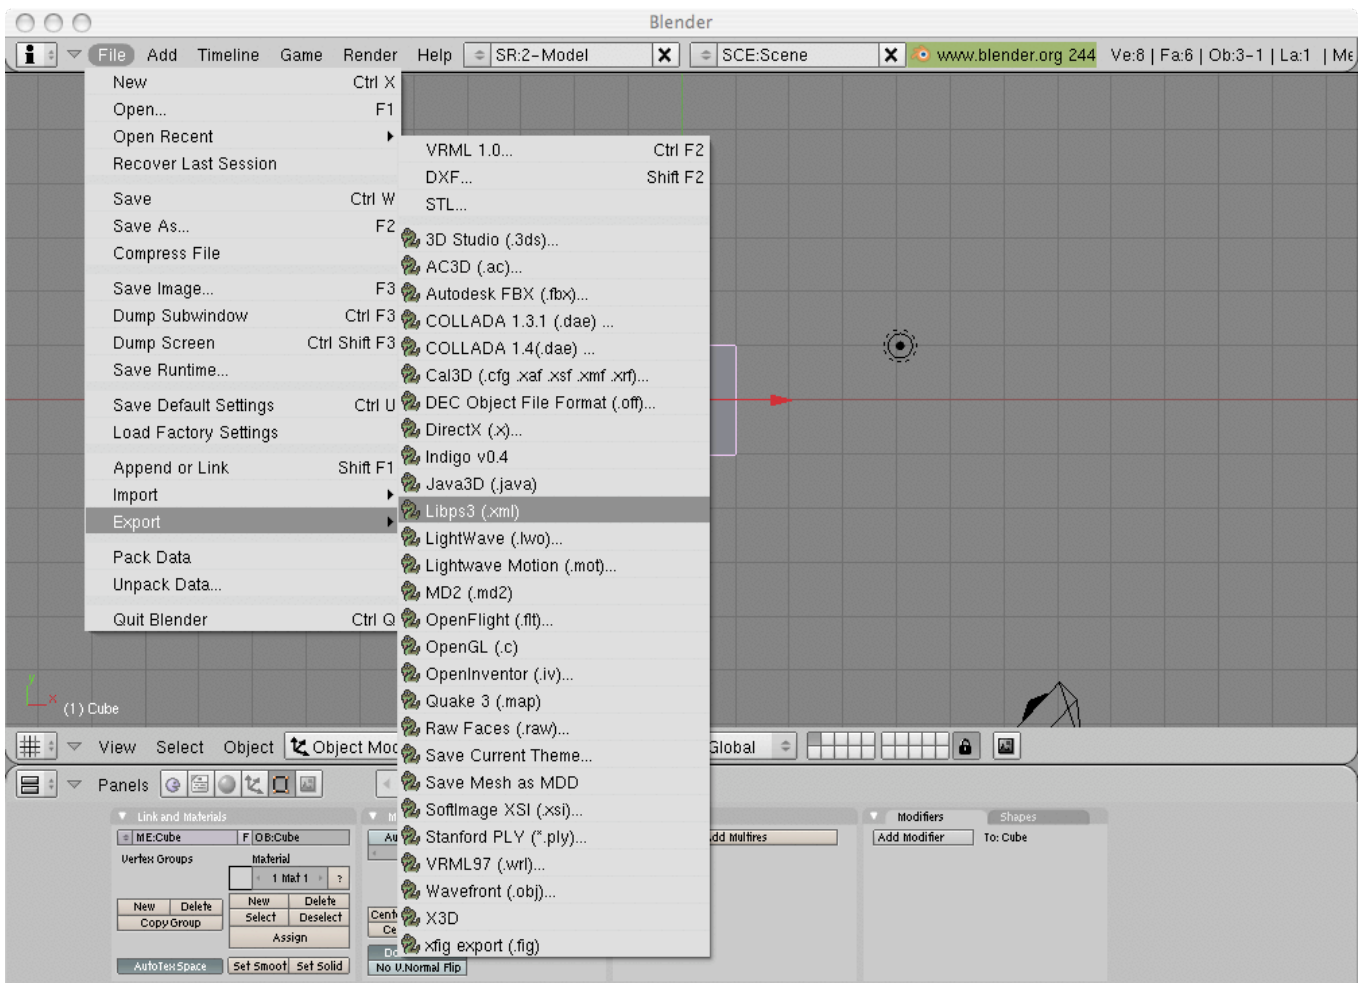 Blender
File Add Timeline Game Render Help SR:2-Model SCE:Scene www.blender.org 244 Ve:8 | Fa:6 | Ob:3-1 | La:1 | Me
New Ctrl X
Open... F1
Open Recent
Recover Last Session
Save Ctrl W
Save As... F2
Compress File
Save Image... F3
Dump Subwindow Ctrl F3
Dump Screen Ctrl Shift F3
Save Runtime...
Save Default Settings Ctrl U
Load Factory Settings
Append or Link Shift F1
Import
Export
Pack Data
Unpack Data...
Quit Blender Ctrl Q
VRML 1.0... Ctrl F2
DXF... Shift F2
STL...
3D Studio (.3ds)...
AC3D (.ac)...
Autodesk FBX (.fbx)...
COLLADA 1.3.1 (.dae) ...
COLLADA 1.4(.dae) ...
Cal3D (.cfg .xaf .xsf .xmf .xrf)...
DEC Object File Format (.off)...
DirectX (.x)...
Indigo v0.4
Java3D (.java)
Libps3 (.xml)
LightWave (.lwo)...
Lightwave Motion (.mot)...
MD2 (.md2)
OpenFlight (.flt)...
OpenGL (.c)
OpenInventor (.iv)...
Quake 3 (.map)
Raw Faces (.raw)...
Save Current Theme...
Save Mesh as MDD
SoftImage XSI (.xsi)...
Stanford PLY (*.ply)...
VRML97 (.wrl)...
Wavefront (.obj)...
X3D
xfig export (.fig)
y
x
(1) Cube
View Select Object Object Mod Global
Panels
Link and Materials
ME:Cube F OB:Cube
Vertex Groups Material
1 Mat 1 ?
New Delete New Delete
Copy Group Select Deselect
Assign
AutoTexSpace Set Smoot Set Solid
M
Au
Cent
Ce
Do
No V.Normal Flip
dd Multires
Modifiers Shapes
Add Modifier To: Cube